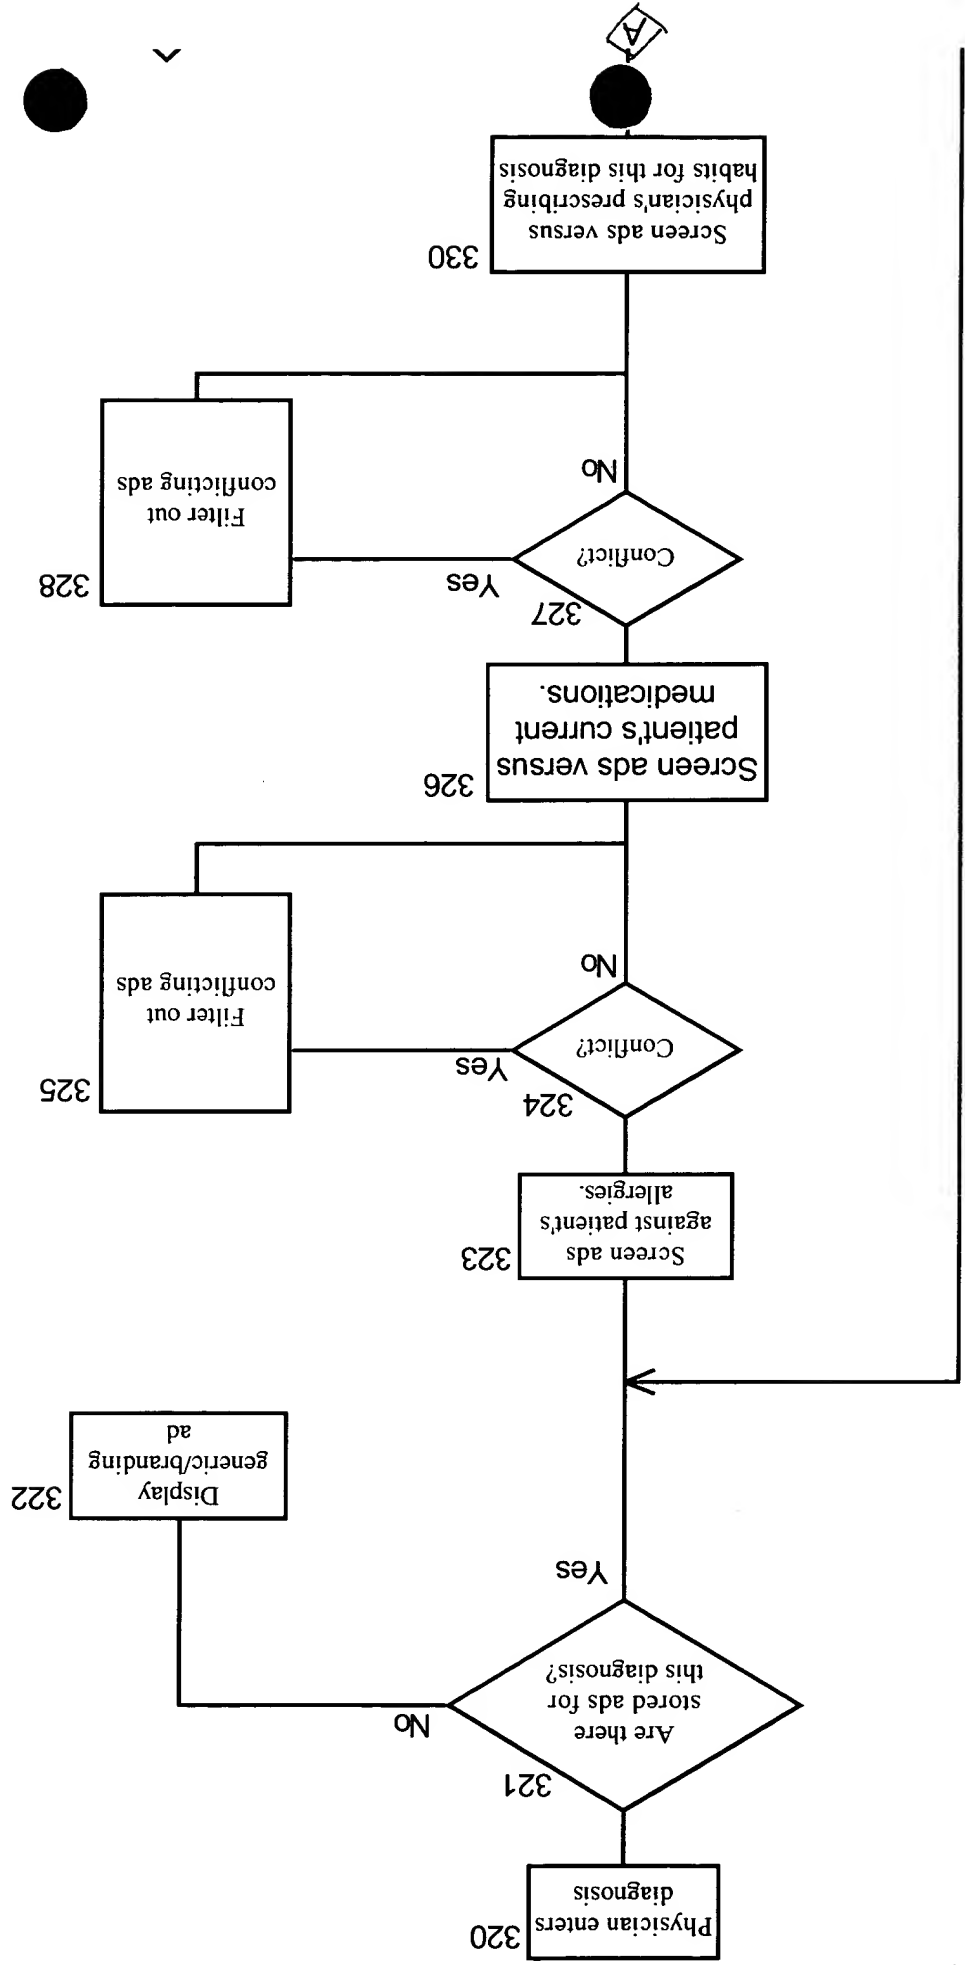 320
Physician enters
diagnosis
321
Are there
stored ads for
this diagnosis?
No
Yes
322
Display
generic/branding
ad
323
Screen ads
against patient's
allergies.
324
Conflict?
Yes
No
325
Filter out
conflicting ads
326
Screen ads versus
patient's current
medications.
327
Conflict?
Yes
No
328
Filter out
conflicting ads
330
Screen ads versus
physician's prescribing
habits for this diagnosis
A